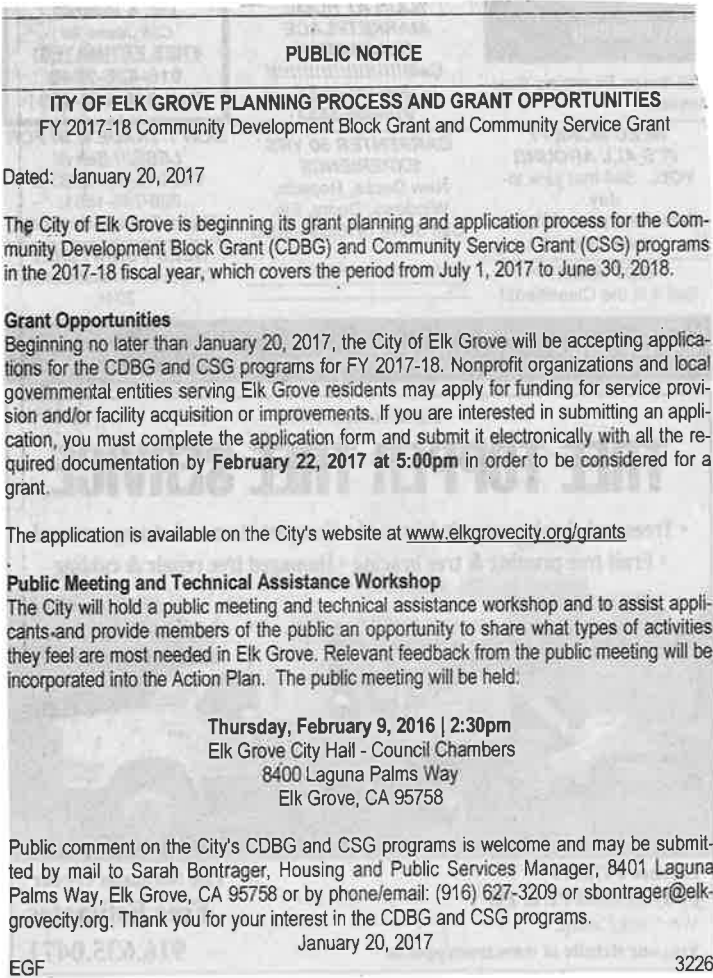 PUBLIC NOTICE
ITY OF ELK GROVE PLANNING PROCESS AND GRANT OPPORTUNITIES
FY 2017-18 Community Development Block Grant and Community Service Grant
Dated: January 20, 2017
The City of Elk Grove is beginning its grant planning and application process for the Com-
munity Development Block Grant (CDBG) and Community Service Grant (CSG) programs
in the 2017-18 fiscal year, which covers the period from July 1, 2017 to June 30, 2018.
Grant Opportunities
Beginning no later than January 20, 2017, the City of Elk Grove will be accepting applica-
tions for the CDBG and CSG programs for FY 2017-18. Nonprofit organizations and local
governmental entities serving Elk Grove residents may apply for funding for service provi-
sion and/or facility acquisition or improvements. If you are interested in submitting an appli-
cation, you must complete the application form and submit it electronically with all the re-
quired documentation by February 22, 2017 at 5:00pm in order to be considered for a
grant.
The application is available on the City's website at www.elkgrovecity.org/grants
Public Meeting and Technical Assistance Workshop
The City will hold a public meeting and technical assistance workshop and to assist appli-
cants and provide members of the public an opportunity to share what types of activities
they feel are most needed in Elk Grove. Relevant feedback from the public meeting will be
incorporated into the Action Plan. The public meeting will be held:
Thursday, February 9, 2016 | 2:30pm
Elk Grove City Hall - Council Chambers
8400 Laguna Palms Way
Elk Grove, CA 95758
Public comment on the City's CDBG and CSG programs is welcome and may be submit-
ted by mail to Sarah Bontrager, Housing and Public Services Manager, 8401 Laguna
Palms Way, Elk Grove, CA 95758 or by phone/email: (916) 627-3209 or sbontrager@elk-
grovecity.org. Thank you for your interest in the CDBG and CSG programs.
January 20, 2017
EGF 3226